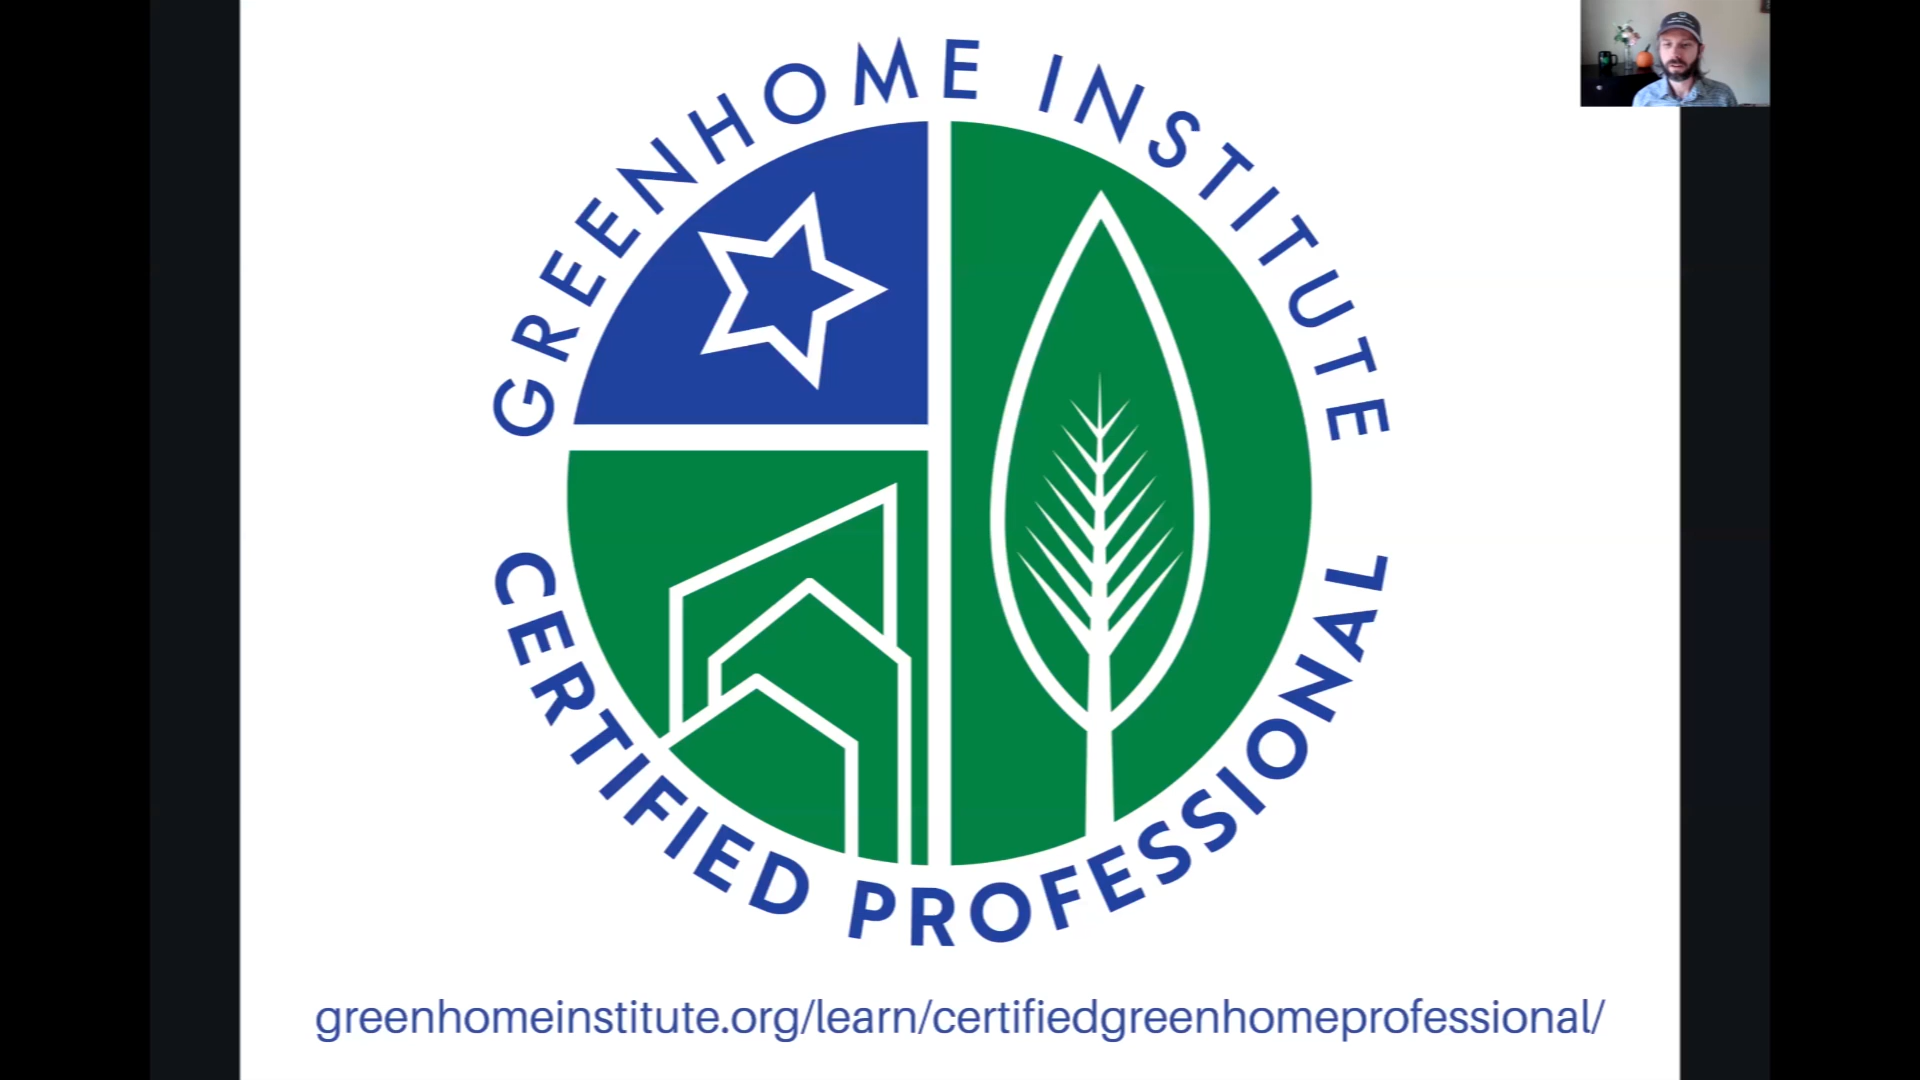 GREENHOME INSTITUTE
CERTIFIED PROFESSIONAL
greenhomeinstitute.org/learn/certifiedgreenhomeprofessional/